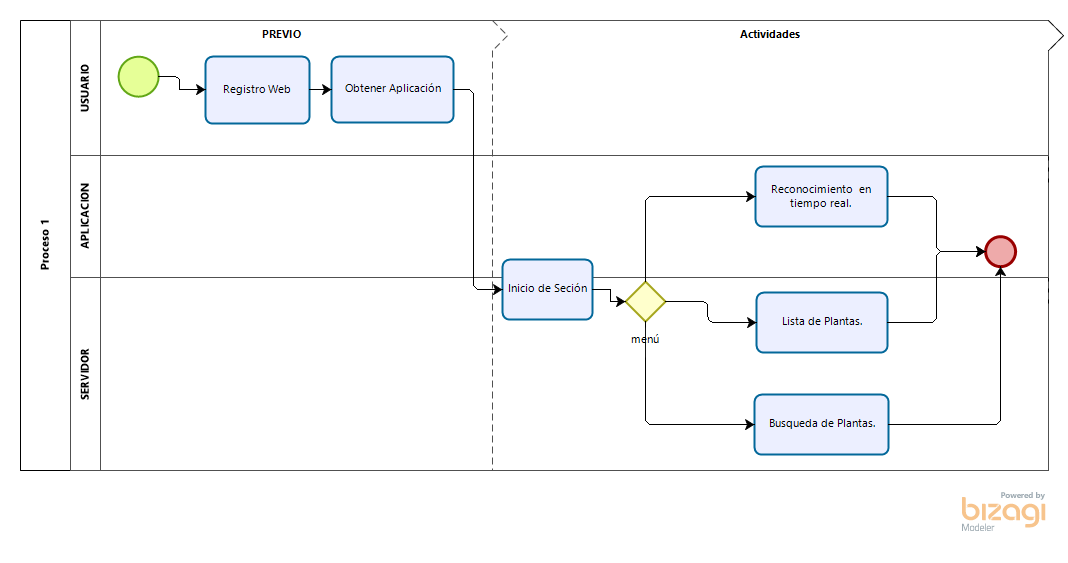 PREVIO
Actividades
Proceso 1
USUARIO
Registro Web
Obtener Aplicación
APLICACION
Reconocimiento en
tiempo real.
SERVIDOR
Inicio de Seción
menú
Lista de Plantas.
Busqueda de Plantas.
Powered by
bizagi
Modeler